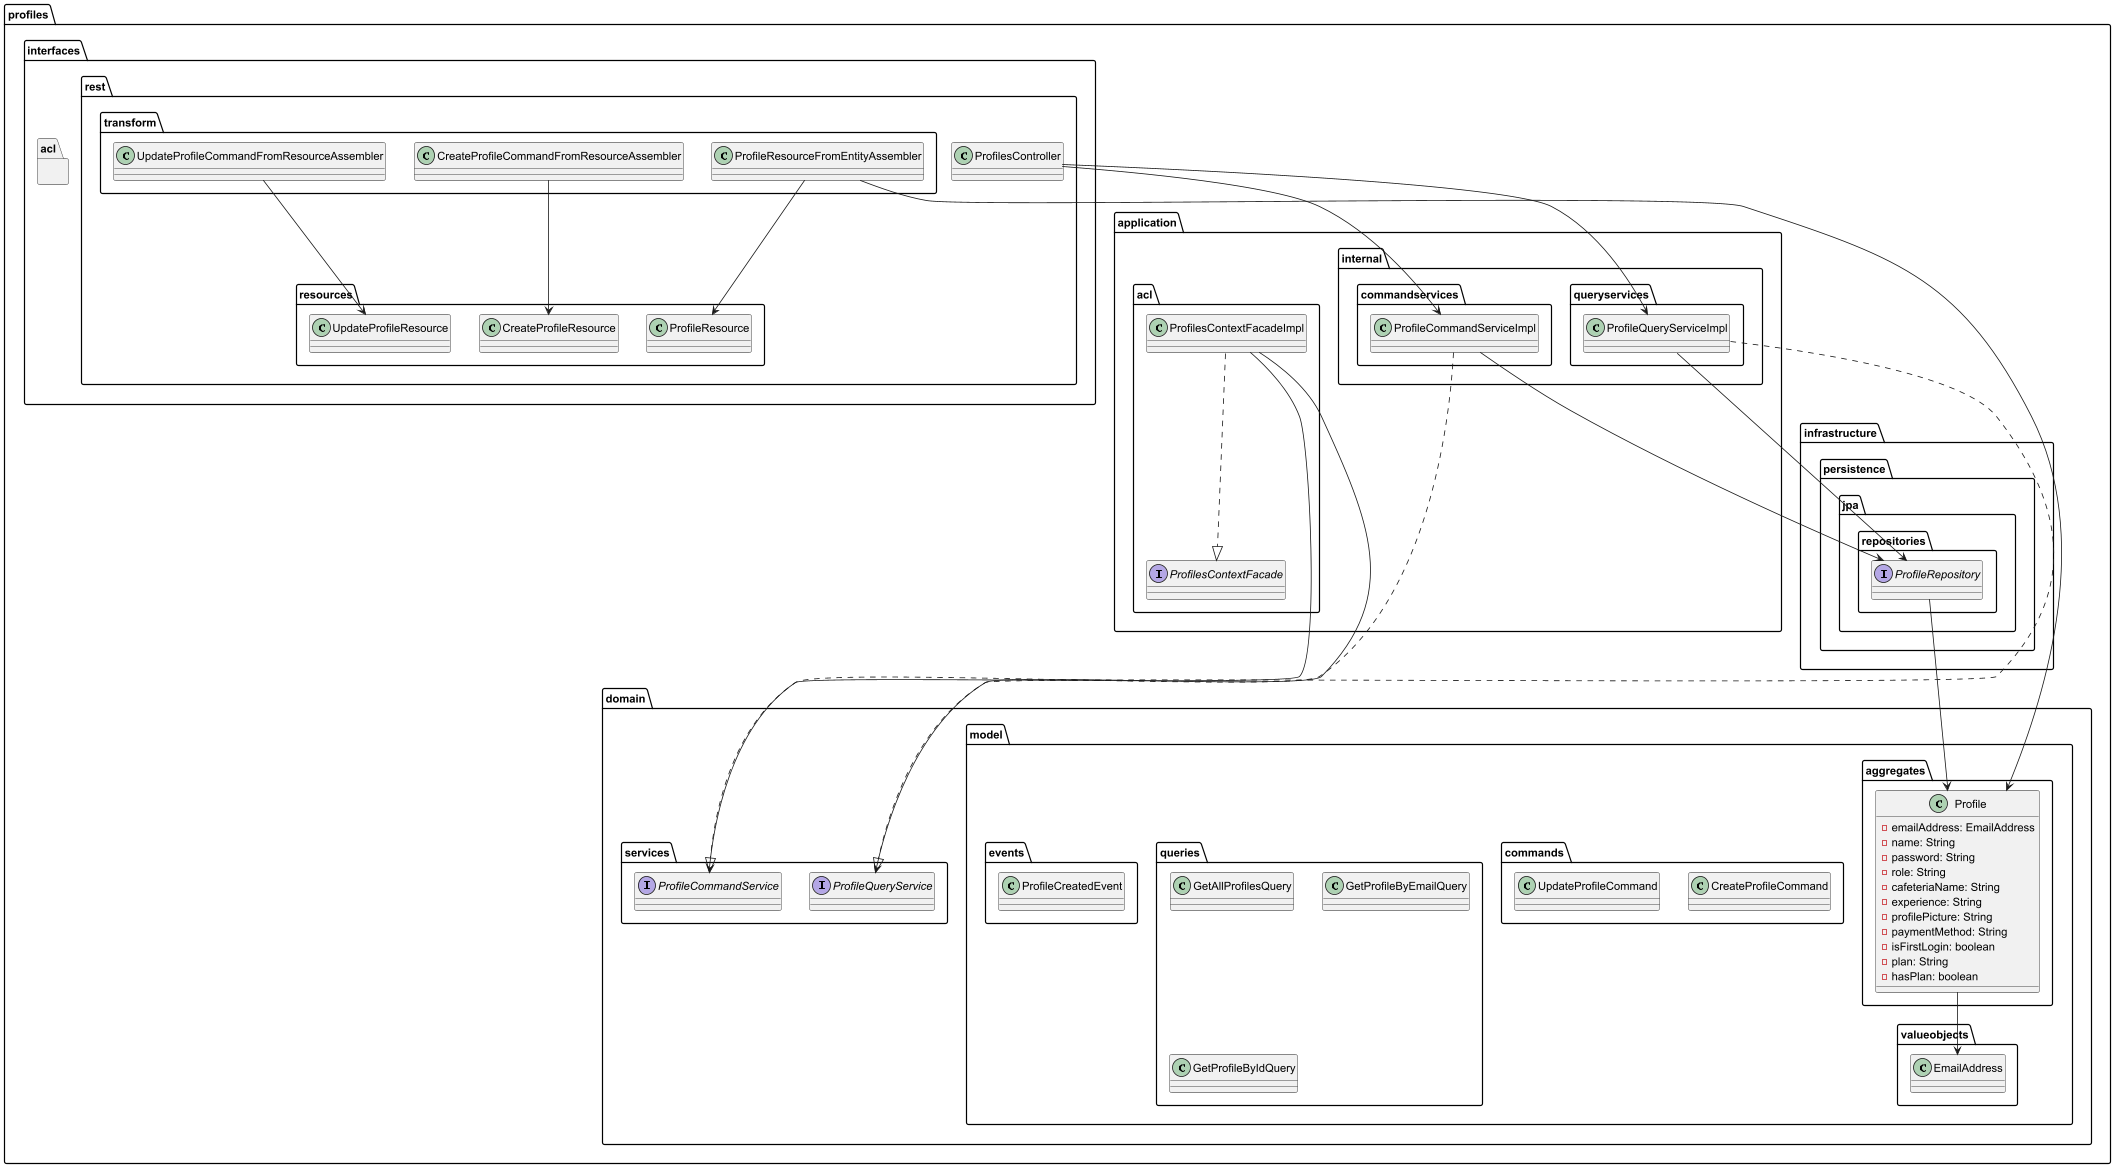 profiles
interfaces
rest
transform
acl
C UpdateProfileCommandFromResourceAssembler
C CreateProfileCommandFromResourceAssembler
C ProfileResourceFromEntityAssembler
C ProfilesController
application
internal
resources
acl
commandservices
queryservices
C UpdateProfileResource
C CreateProfileResource
C ProfileResource
C ProfilesContextFacadeImpl
C ProfileCommandServiceImpl
C ProfileQueryServiceImpl
infrastructure
persistence
jpa
repositories
I ProfilesContextFacade
I ProfileRepository
domain
model
aggregates
C Profile
emailAddress: EmailAddress
name: String
password: String
role: String
cafeteriaName: String
experience: String
profilePicture: String
paymentMethod: String
isFirstLogin: boolean
plan: String
hasPlan: boolean
services
events
queries
commands
I ProfileCommandService
I ProfileQueryService
C ProfileCreatedEvent
C GetAllProfilesQuery
C GetProfileByEmailQuery
C UpdateProfileCommand
C CreateProfileCommand
valueobjects
C GetProfileByIdQuery
C EmailAddress